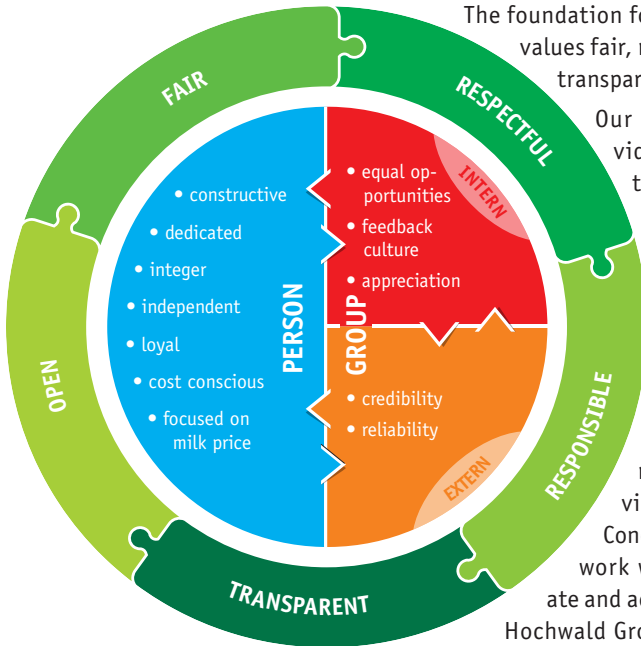 The foundation fo
values fair,
transpar
Our
vic
t
FAIR
RESPECTFUL
OPEN
RESPONSIBLE
TRANSPARENT
• constructive
• dedicated
• integer
• independent
• loyal
• cost conscious
• focused on
milk price
PERSON
GROUP
• equal op-
portunities
• feedback
culture
• appreciation
INTERN
• credibility
• reliability
EXTERN
vi
Con
work
ate and a
Hochwald Gro